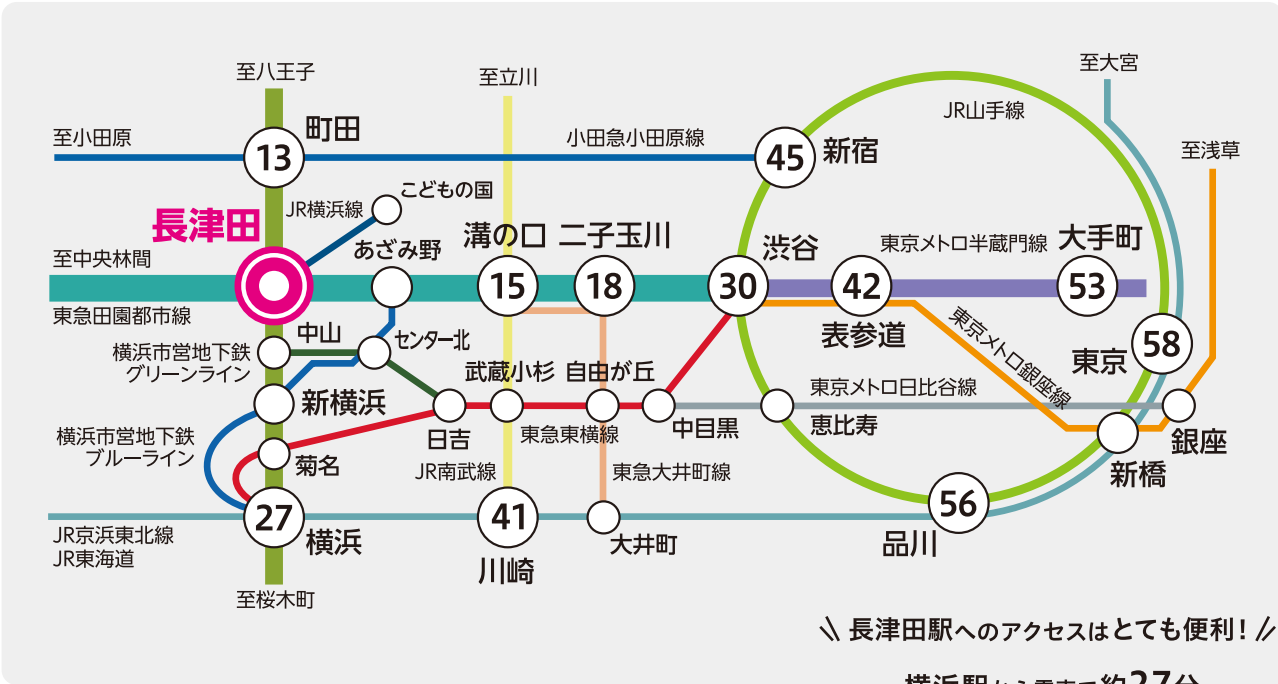 至八王子
至立川
至大宮
JR山手線
至小田原
町田
13
小田急小田原線
45
新宿
至浅草
こどもの国
JR横浜線
長津田
あざみ野
溝の口
二子玉川
渋谷
東京メトロ半蔵門線
大手町
至中央林間
15
18
30
42
53
東急田園都市線
表参道
東京メトロ銀座線
中山
センター北
58
東京
横浜市営地下鉄
グリーンライン
武蔵小杉
自由が丘
新横浜
東京メトロ日比谷線
日吉
東急東横線
中目黒
恵比寿
銀座
横浜市営地下鉄
ブルーライン
菊名
JR南武線
東急大井町線
新橋
27
41
56
JR京浜東北線
JR東海道
横浜
大井町
品川
川崎
至桜木町
長津田駅へのアクセスはとても便利！